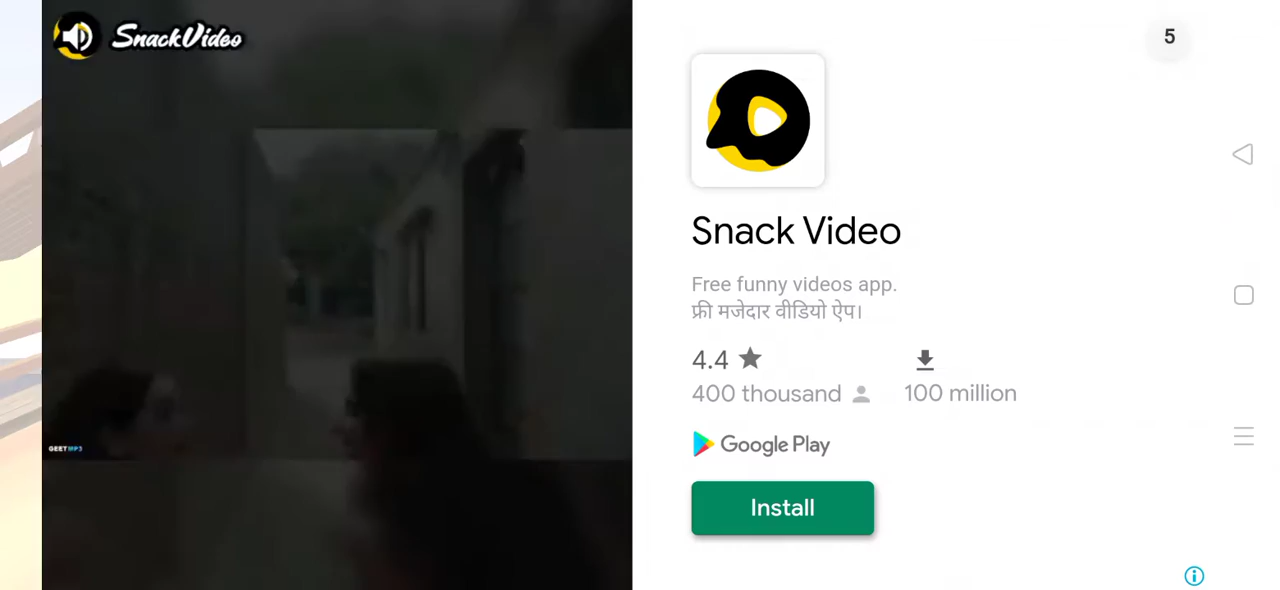 SnackVideo
GEETMP3
5
Snack Video
Free funny videos app.
फ्री मजेदार वीडियो ऐप।
4.4
400 thousand
100 million
Google Play
Install